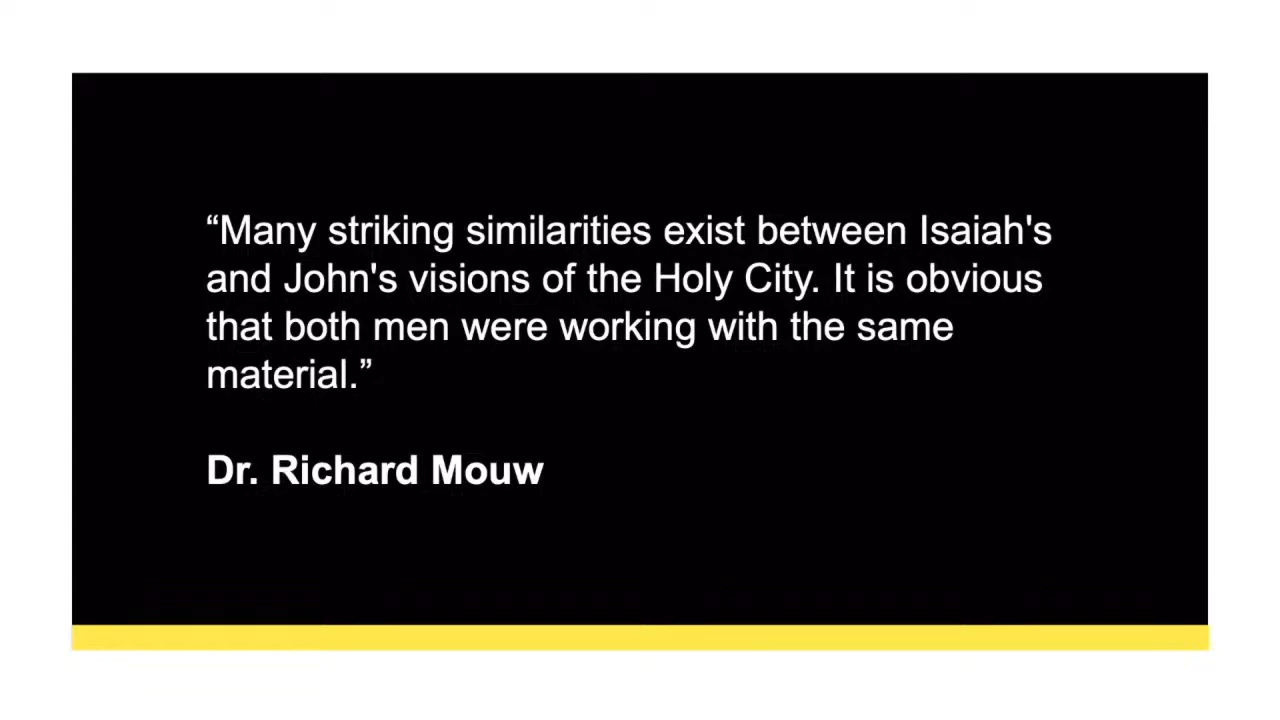 “Many striking similarities exist between Isaiah's
and John's visions of the Holy City. It is obvious
that both men were working with the same
material.”
Dr. Richard Mouw